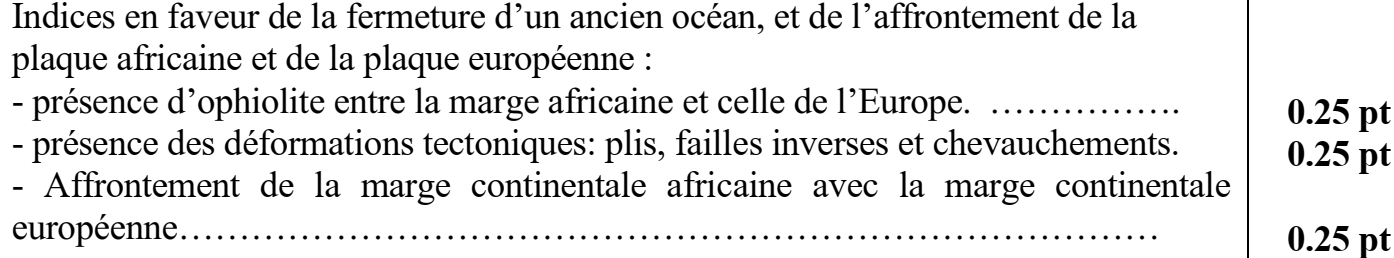 Indices en faveur de la fermeture d’un ancien océan, et de l’affrontement de la
plaque africaine et de la plaque européenne :
- présence d’ophiolite entre la marge africaine et celle de l’Europe. ……………. 0.25 pt
- présence des déformations tectoniques: plis, failles inverses et chevauchements. 0.25 pt
- Affrontement de la marge continentale africaine avec la marge continentale
européenne……………………………………………………………………… 0.25 pt